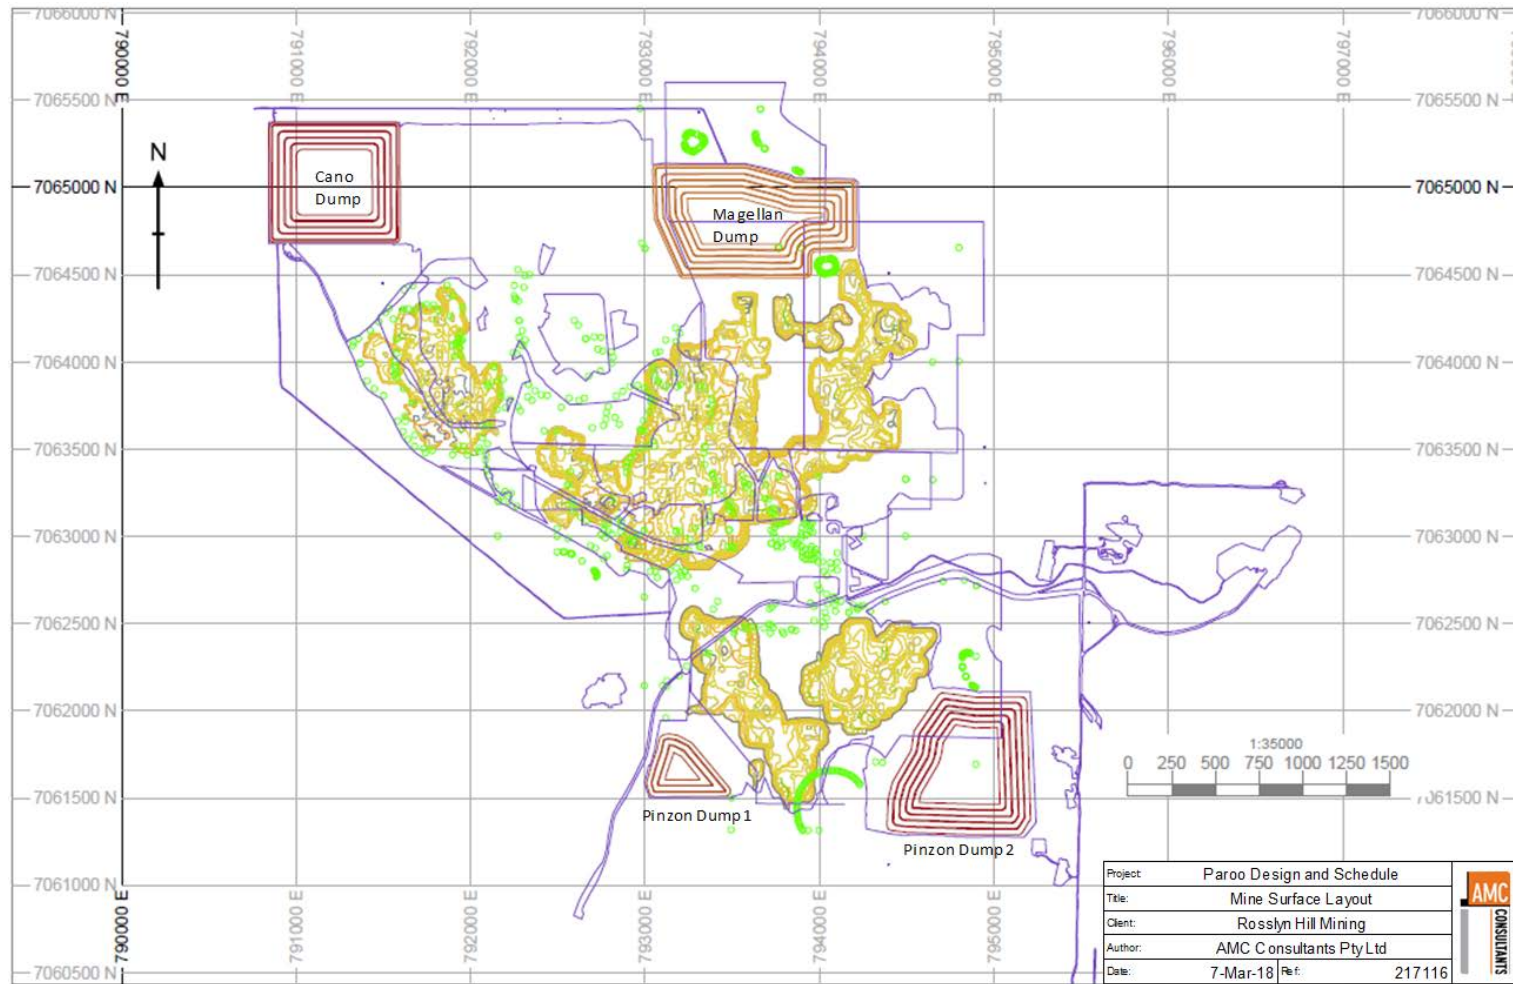 7066000 N
7066000 N
790000 E
791000 E
792000 E
793000 E
794000 E
795000 E
796000 E
797000 E
7065500 N
7065500 N
N
7065000 N
7065000 N
Cano
Dump
Magellan
Dump
7064500 N
7064500 N
7064000 N
7064000 N
7063500 N
7063500 N
7063000 N
7063000 N
7062500 N
7062500 N
7062000 N
7062000 N
1:35000
0 250 500 750 1000 1250 1500
7061500 N
7061500 N
Pinzon Dump 1
Pinzon Dump 2
7061000 N
790000 E
791000 E
792000 E
793000 E
794000 E
795000 E
7060500 N
Project: Paroo Design and Schedule
Title: Mine Surface Layout
Client: Rosslyn Hill Mining
Author: AMC Consultants Pty Ltd
Date: 7-Mar-18 Ref: 217116
AMC
CONSULTANTS